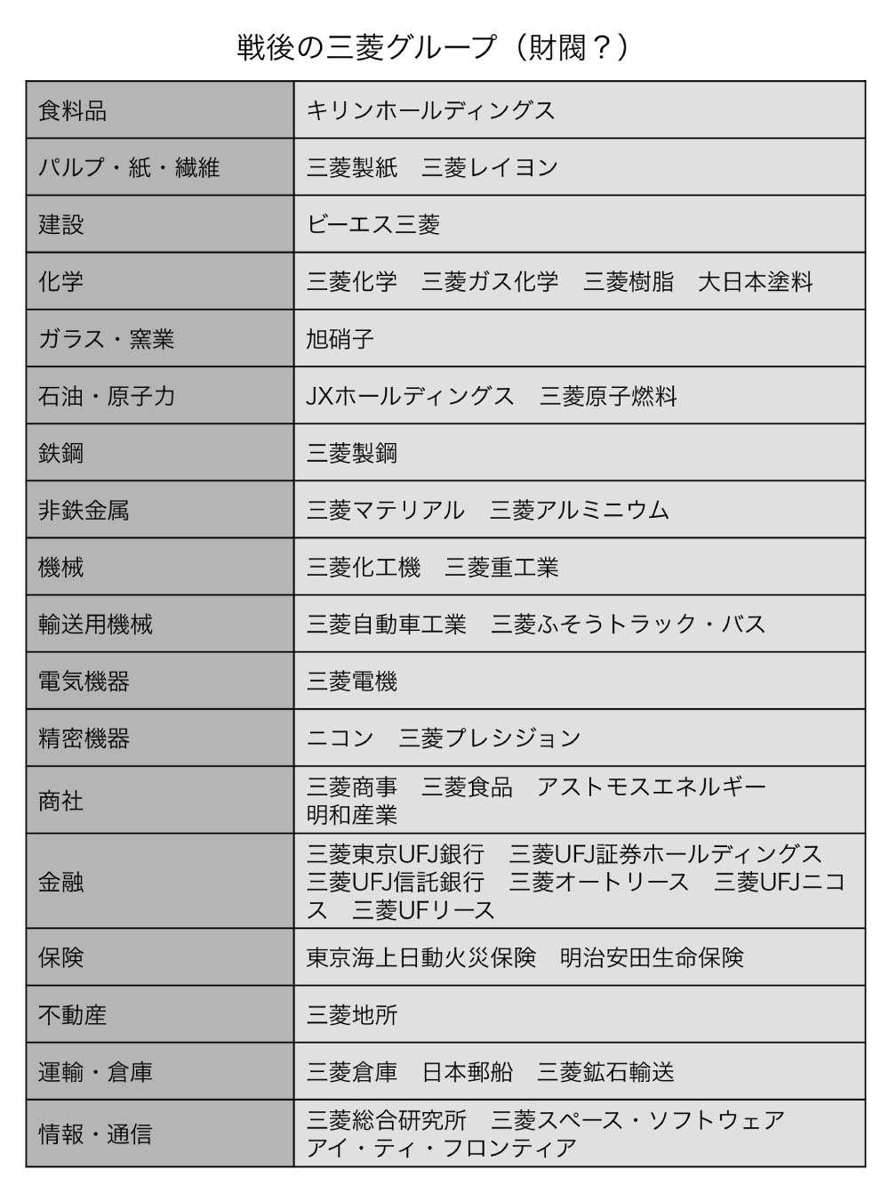 戦後の三菱グループ（財閥？）
食料品　キリンホールディングス
パルプ・紙・繊維　三菱製紙　三菱レイヨン
建設　ビーエス三菱
化学　三菱化学　三菱ガス化学　三菱樹脂　大日本塗料
ガラス・窯業　旭硝子
石油・原子力　JXホールディングス　三菱原子燃料
鉄鋼　三菱製鋼
非鉄金属　三菱マテリアル　三菱アルミニウム
機械　三菱化工機　三菱重工業
輸送用機械　三菱自動車工業　三菱ふそうトラック・バス
電気機器　三菱電機
精密機器　ニコン　三菱プレシジョン
商社　三菱商事　三菱食品　アストモスエネルギー
明和産業
金融　三菱東京UFJ銀行　三菱UFJ証券ホールディングス
三菱UFJ信託銀行　三菱オートリース　三菱UFJニコ
ス　三菱UFリース
保険　東京海上日動火災保険　明治安田生命保険
不動産　三菱地所
運輸・倉庫　三菱倉庫　日本郵船　三菱鉱石輸送
情報・通信　三菱総合研究所　三菱スペース・ソフトウェア
アイ・ティ・フロンティア